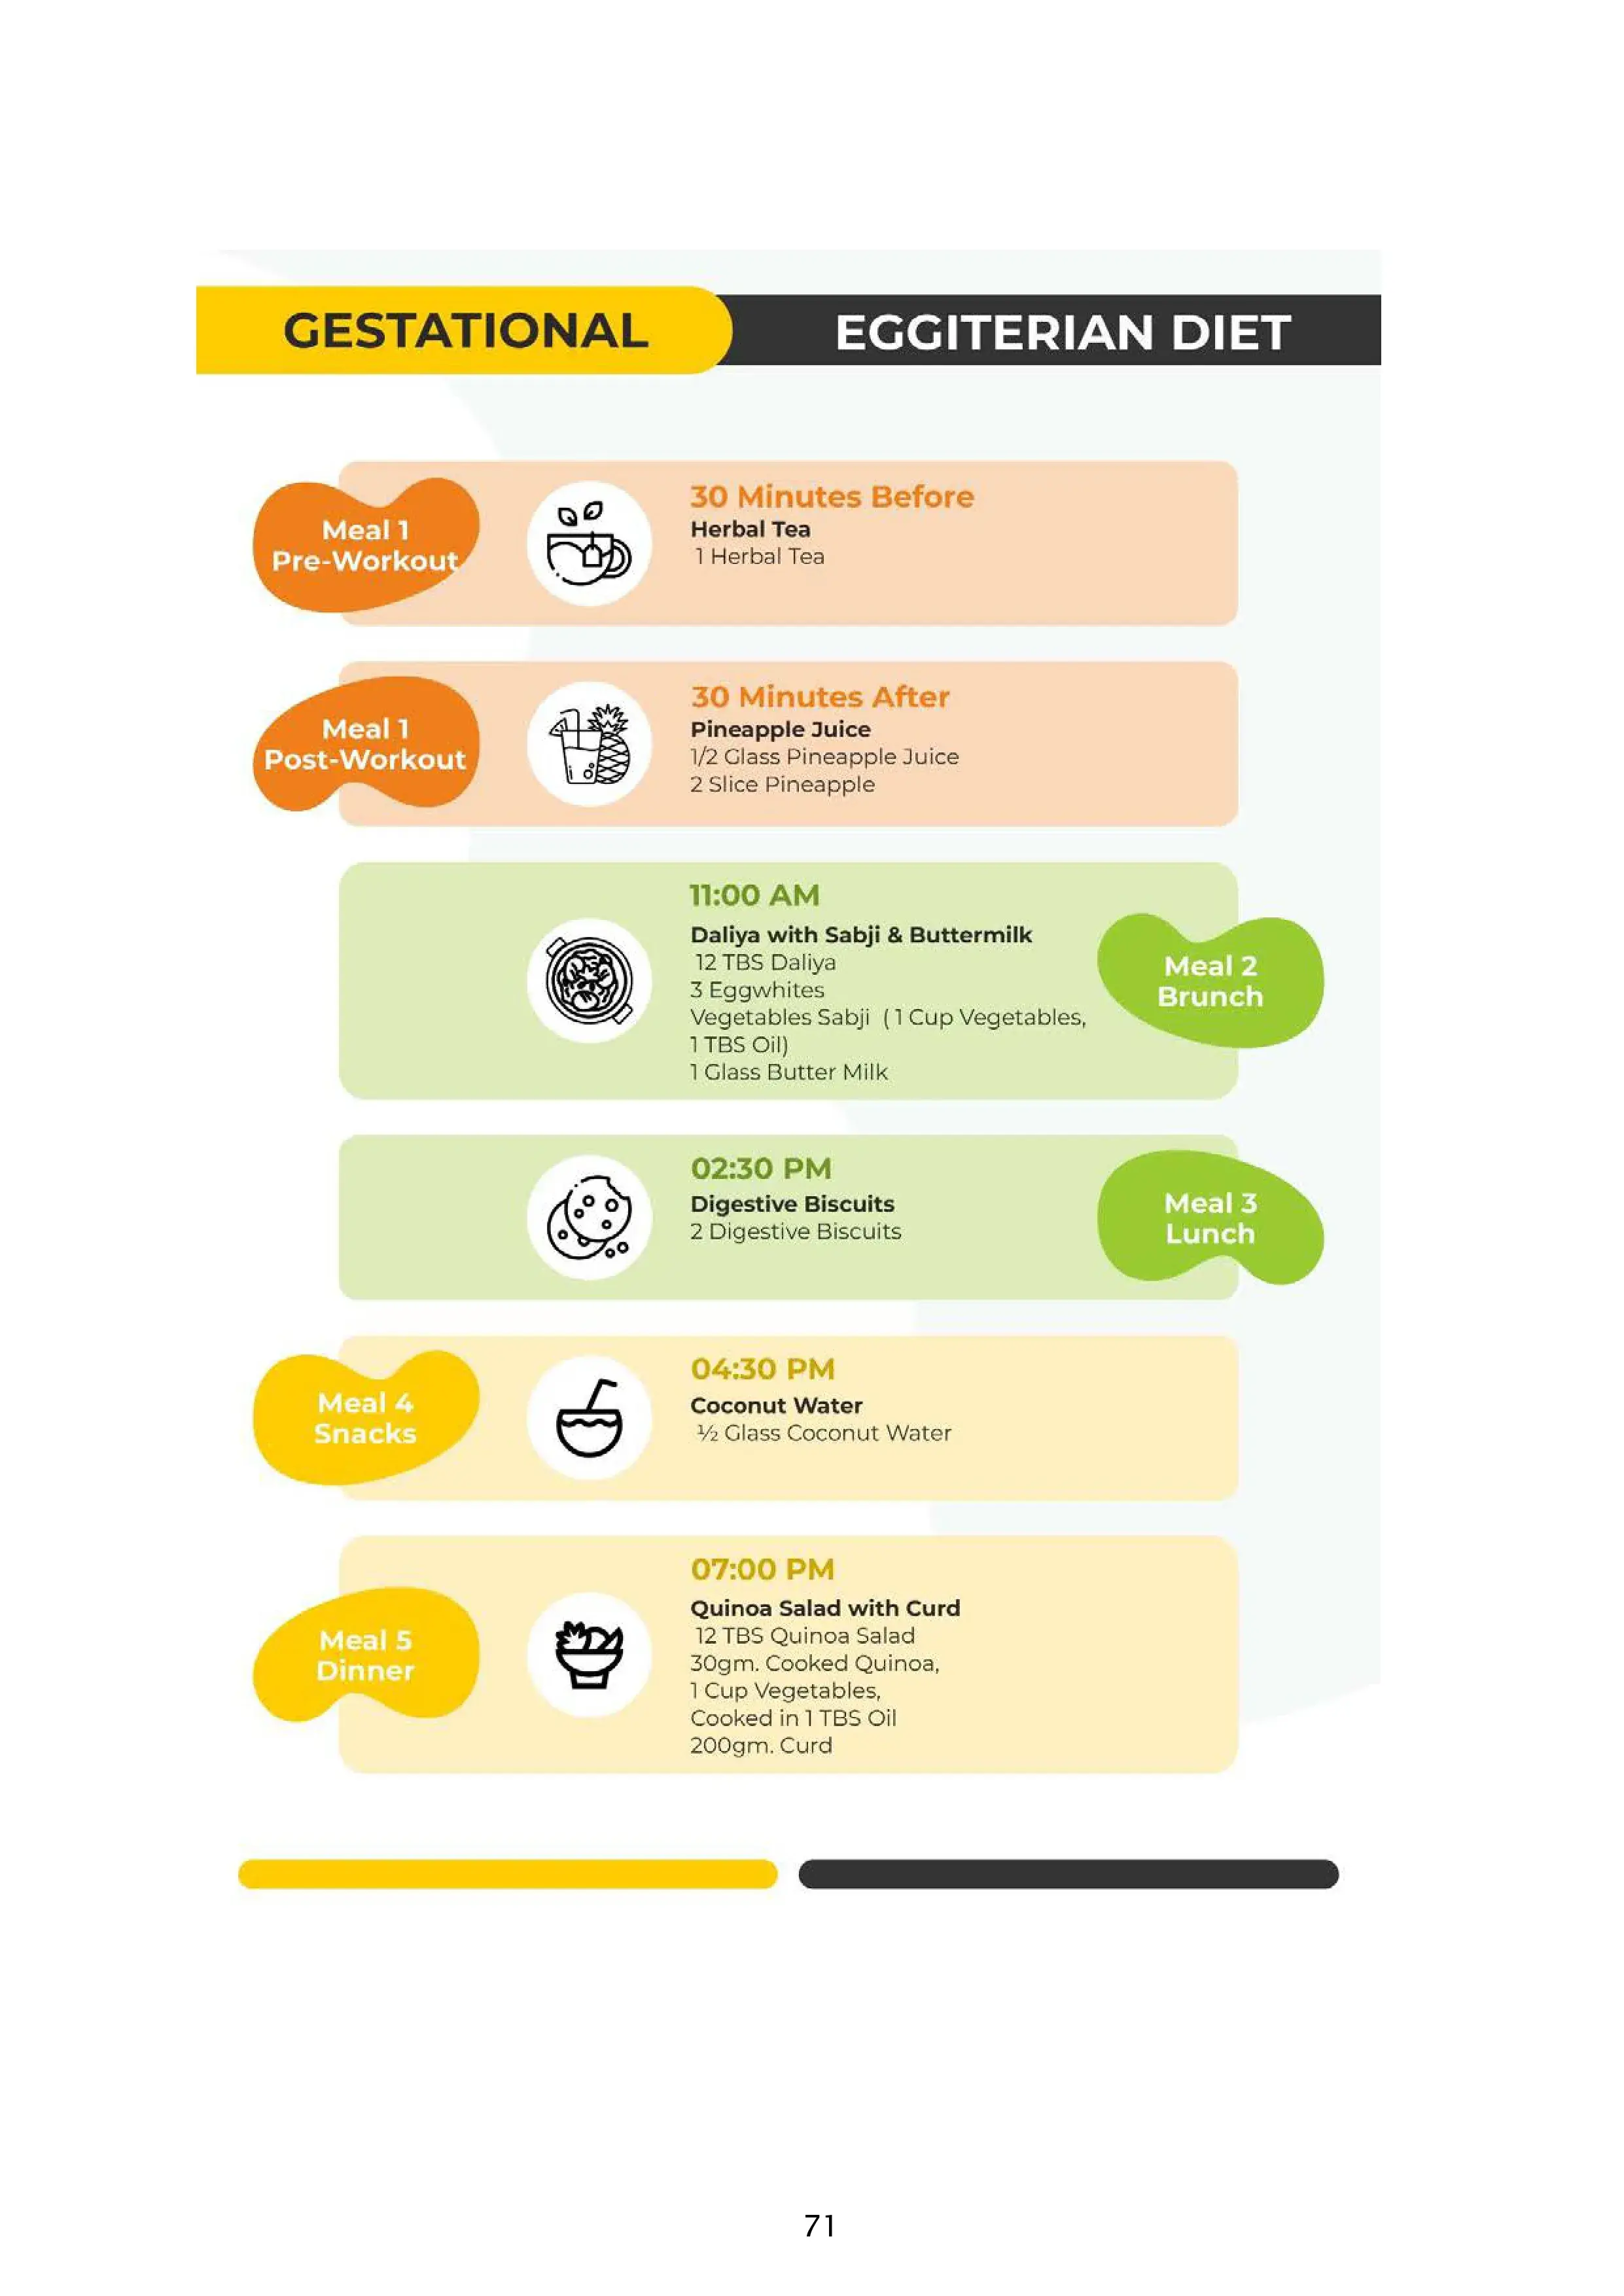 GESTATIONAL
EGGITERIAN DIET
Meal 1
Pre-Workout
30 Minutes Before
Herbal Tea
1 Herbal Tea
Meal 1
Post-Workout
30 Minutes After
Pineapple Juice
1/2 Glass Pineapple Juice
2 Slice Pineapple
11:00 AM
Daliya with Sabji & Buttermilk
12 TBS Daliya
3 Eggwhites
Vegetables Sabji ( 1 Cup Vegetables,
1 TBS Oil)
1 Glass Butter Milk
Meal 2
Brunch
02:30 PM
Digestive Biscuits
2 Digestive Biscuits
Meal 3
Lunch
Meal 4
Snacks
04:30 PM
Coconut Water
½ Glass Coconut Water
Meal 5
Dinner
07:00 PM
Quinoa Salad with Curd
12 TBS Quinoa Salad
30gm. Cooked Quinoa,
1 Cup Vegetables,
Cooked in 1 TBS Oil
200gm. Curd
71